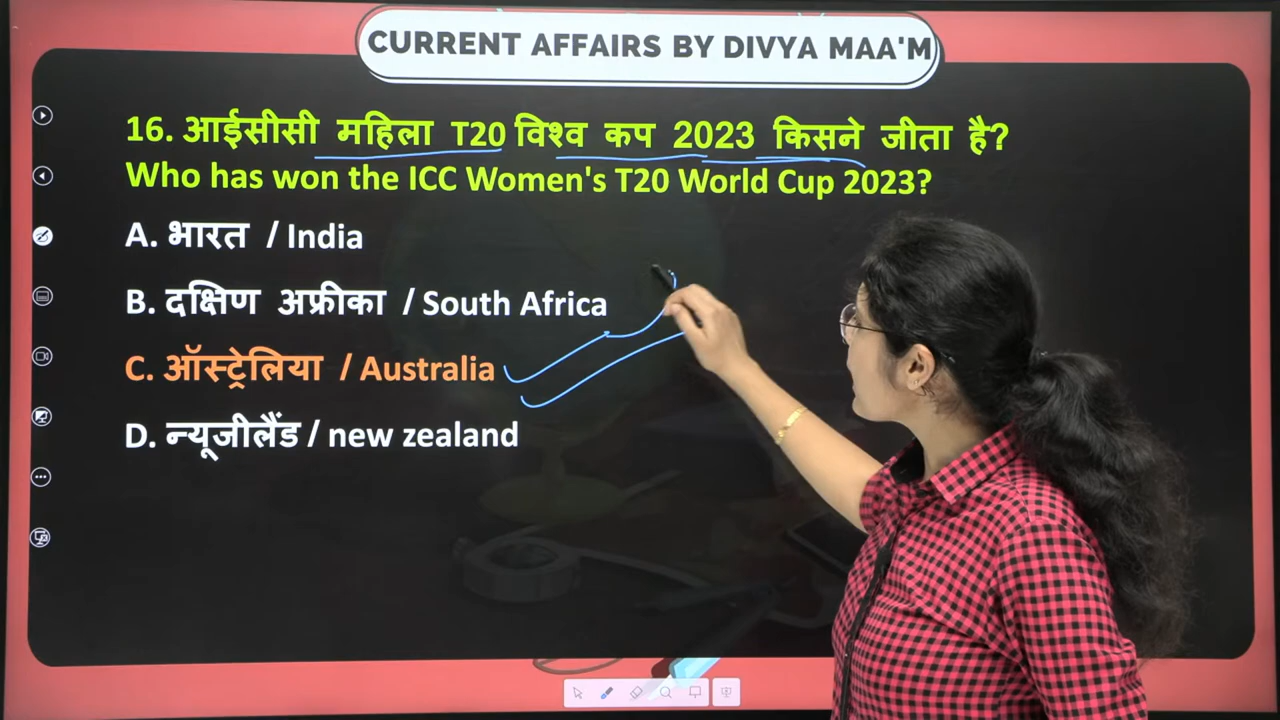 CURRENT AFFAIRS BY DIVYA MAA'M
16. आईसीसी महिला T20 विश्व कप 2023 किसने जीता है?
Who has won the ICC Women's T20 World Cup 2023?
A. भारत / India
B. दक्षिण अफ्रीका / South Africa
C. ऑस्ट्रेलिया / Australia
D. न्यूजीलैंड / new zealand